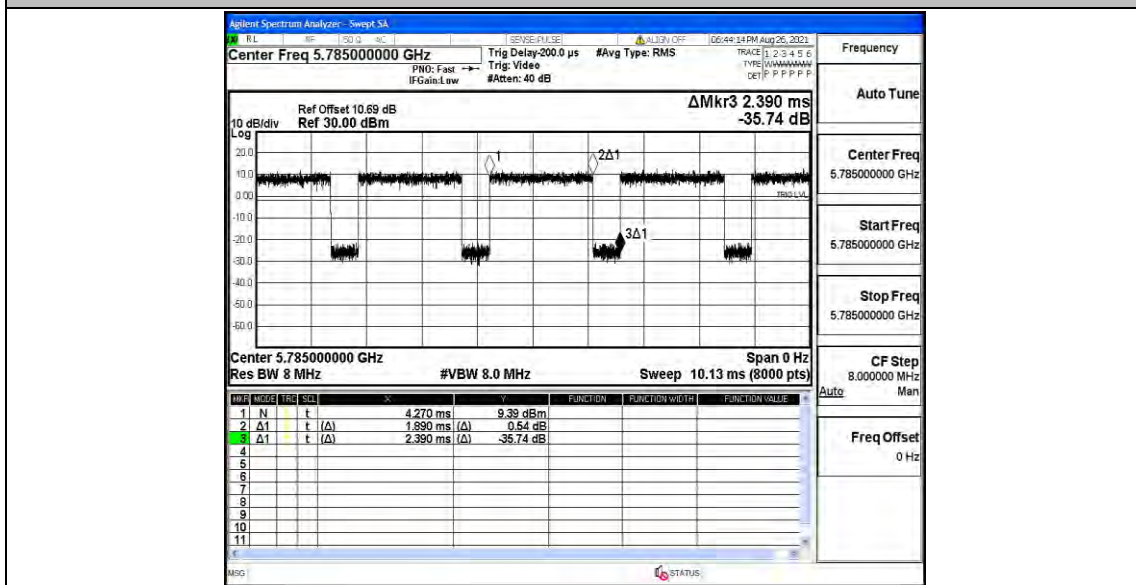 Agilent Spectrum Analyzer - Swept SA
RL RF 50 Ω AC SENSE:PULSE ALIGN OFF 06:44:14 PM Aug 26, 2021
Center Freq 5.785000000 GHz
PNO: Fast
IFGain:Low
Trig Delay-200.0 µs
Trig: Video
#Atten: 40 dB
#Avg Type: RMS
TRACE 1 2 3 4 5 6
TYPE
DET P P P P P P
Frequency
Auto Tune
Center Freq
5.785000000 GHz
Start Freq
5.785000000 GHz
Stop Freq
5.785000000 GHz
CF Step
8.000000 MHz
Auto Man
Freq Offset
0 Hz
Ref Offset 10.69 dB
10 dB/div Ref 30.00 dBm
Log
ΔMkr3 2.390 ms
-35.74 dB
20.0
10.0
0.00
-10.0
-20.0
-30.0
-40.0
-50.0
-60.0
1
2Δ1
3Δ1
TRIG LVL
Center 5.785000000 GHz Span 0 Hz
Res BW 8 MHz #VBW 8.0 MHz Sweep 10.13 ms (8000 pts)
MKR MODE TRC SCL X Y FUNCTION FUNCTION WIDTH FUNCTION VALUE
1 N t 4.270 ms 9.39 dBm
2 Δ1 t (Δ) 1.890 ms (Δ) 0.54 dB
3 Δ1 t (Δ) 2.390 ms (Δ) -35.74 dB
4
5
6
7
8
9
10
11
MSG STATUS